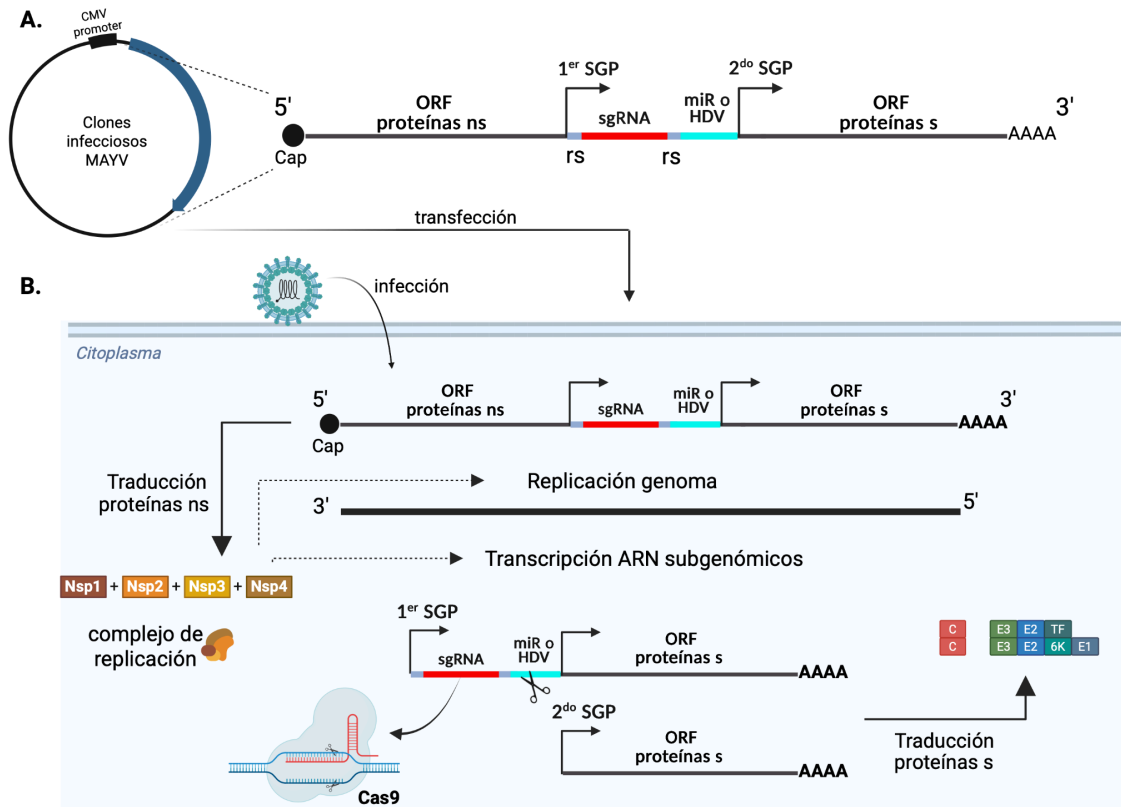 A.
CMV
promoter
Clones
infecciosos
MAYV
5'
Cap
ORF
proteínas ns
1er SGP
sgRNA
rs
rs
miR o
HDV
2do SGP
ORF
proteínas s
3'
AAAA
transfección
B.
infección
Citoplasma
5'
Cap
ORF
proteínas ns
sgRNA
miR o
HDV
ORF
proteínas s
3'
AAAA
Traducción
proteínas ns
Replicación genoma
3'
5'
Transcripción ARN subgenómicos
Nsp1 + Nsp2 + Nsp3 + Nsp4
complejo de
replicación
1er SGP
sgRNA
miR o
HDV
ORF
proteínas s
AAAA
2do SGP
ORF
proteínas s
AAAA
C E3 E2 TF
C E3 E2 6K E1
Traducción
proteínas s
Cas9